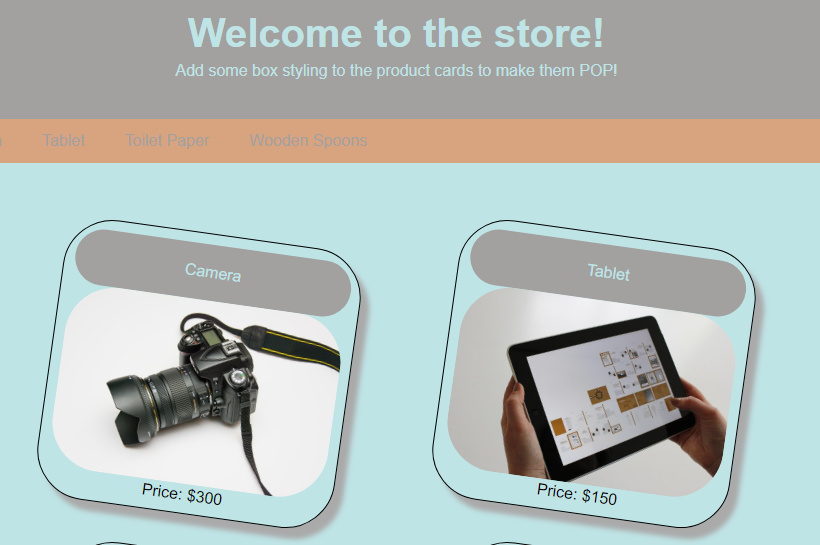 Welcome to the store!
Add some box styling to the product cards to make them POP!
Tablet Toilet Paper Wooden Spoons
Camera
Tablet
Price: $300
Price: $150